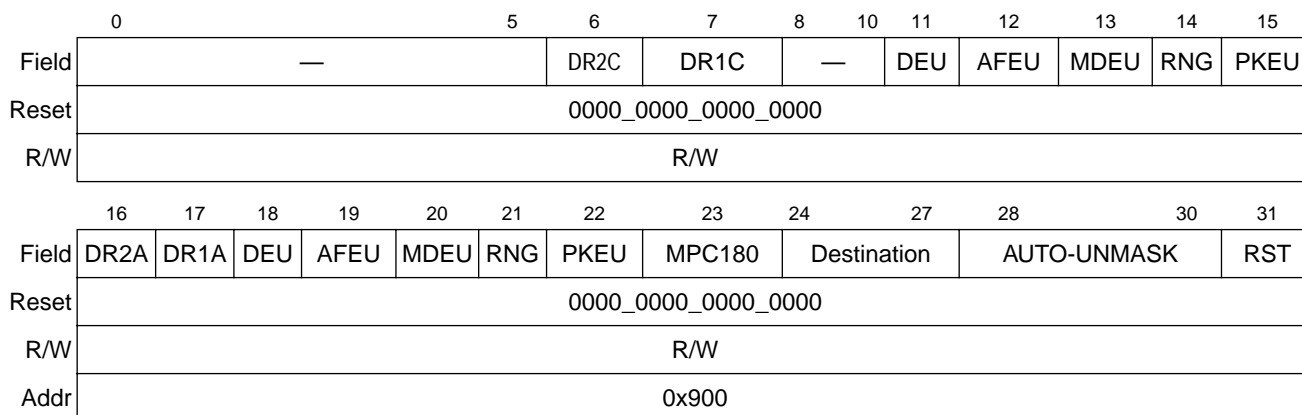 0 5 6 7 8 10 11 12 13 14 15
Field — DR2C DR1C — DEU AFEU MDEU RNG PKEU
Reset 0000_0000_0000_0000
R/W R/W
16 17 18 19 20 21 22 23 24 27 28 30 31
Field DR2A DR1A DEU AFEU MDEU RNG PKEU MPC180 Destination AUTO-UNMASK RST
Reset 0000_0000_0000_0000
R/W R/W
Addr 0x900